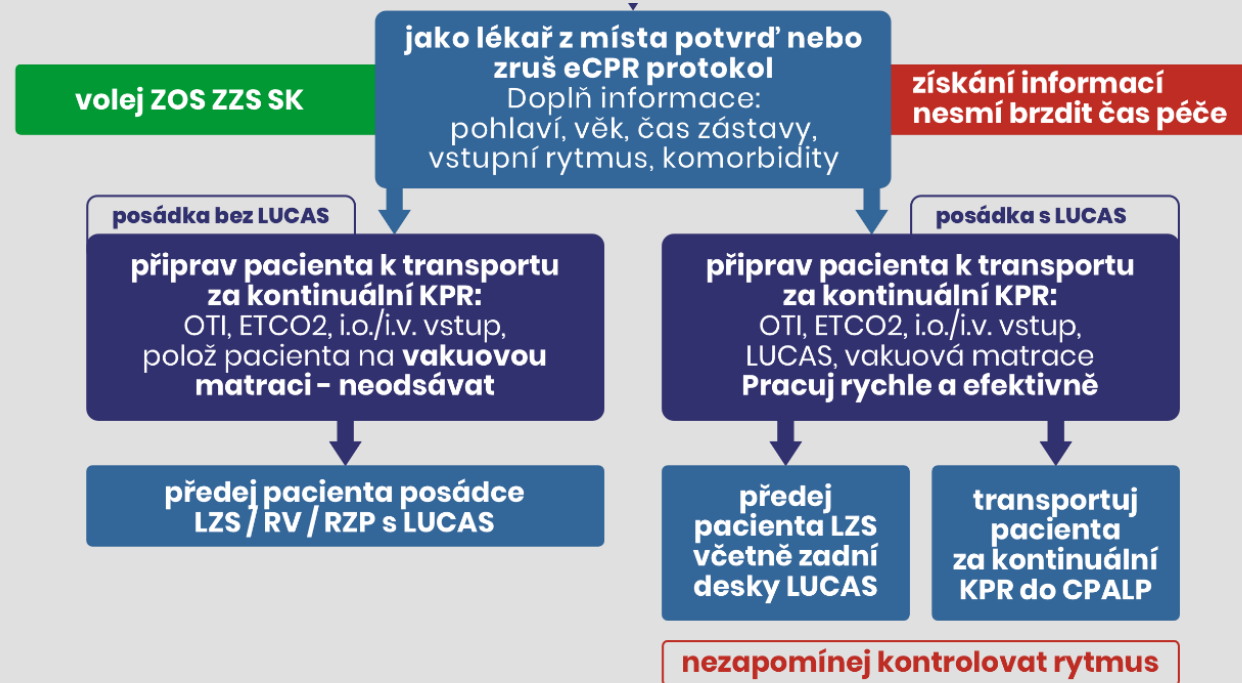 jako lékař z místa potvrď nebo
zruš eCPR protokol
Doplň informace:
pohlaví, věk, čas zástavy,
vstupní rytmus, komorbidity
volej ZOS ZZS SK
získání informací
nesmí brzdit čas péče
posádka bez LUCAS
připrav pacienta k transportu
za kontinuální KPR:
OTI, ETCO2, i.o./i.v. vstup,
polož pacienta na vakuovou
matraci – neodsávat
předej pacienta posádce
LZS / RV / RZP s LUCAS
posádka s LUCAS
připrav pacienta k transportu
za kontinuální KPR:
OTI, ETCO2, i.o./i.v. vstup,
LUCAS, vakuová matrace
Pracuj rychle a efektivně
předej
pacienta LZS
včetně zadní
desky LUCAS
transportuj
pacienta
za kontinuální
KPR do CPALP
nezapomínej kontrolovat rytmus